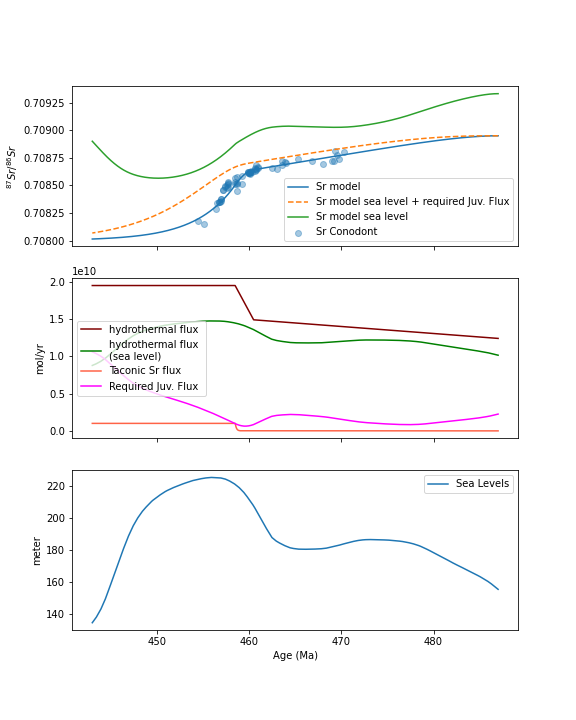 0.70925
0.70900
0.70875
0.70850
0.70825
0.70800
⁸⁷Sr/⁸⁶Sr
Sr model
Sr model sea level + required Juv. Flux
Sr model sea level
Sr Conodont
1e10
2.0
1.5
1.0
0.5
0.0
mol/yr
hydrothermal flux
hydrothermal flux
(sea level)
Taconic Sr flux
Required Juv. Flux
220
200
180
160
140
meter
Sea Levels
450
460
470
480
Age (Ma)